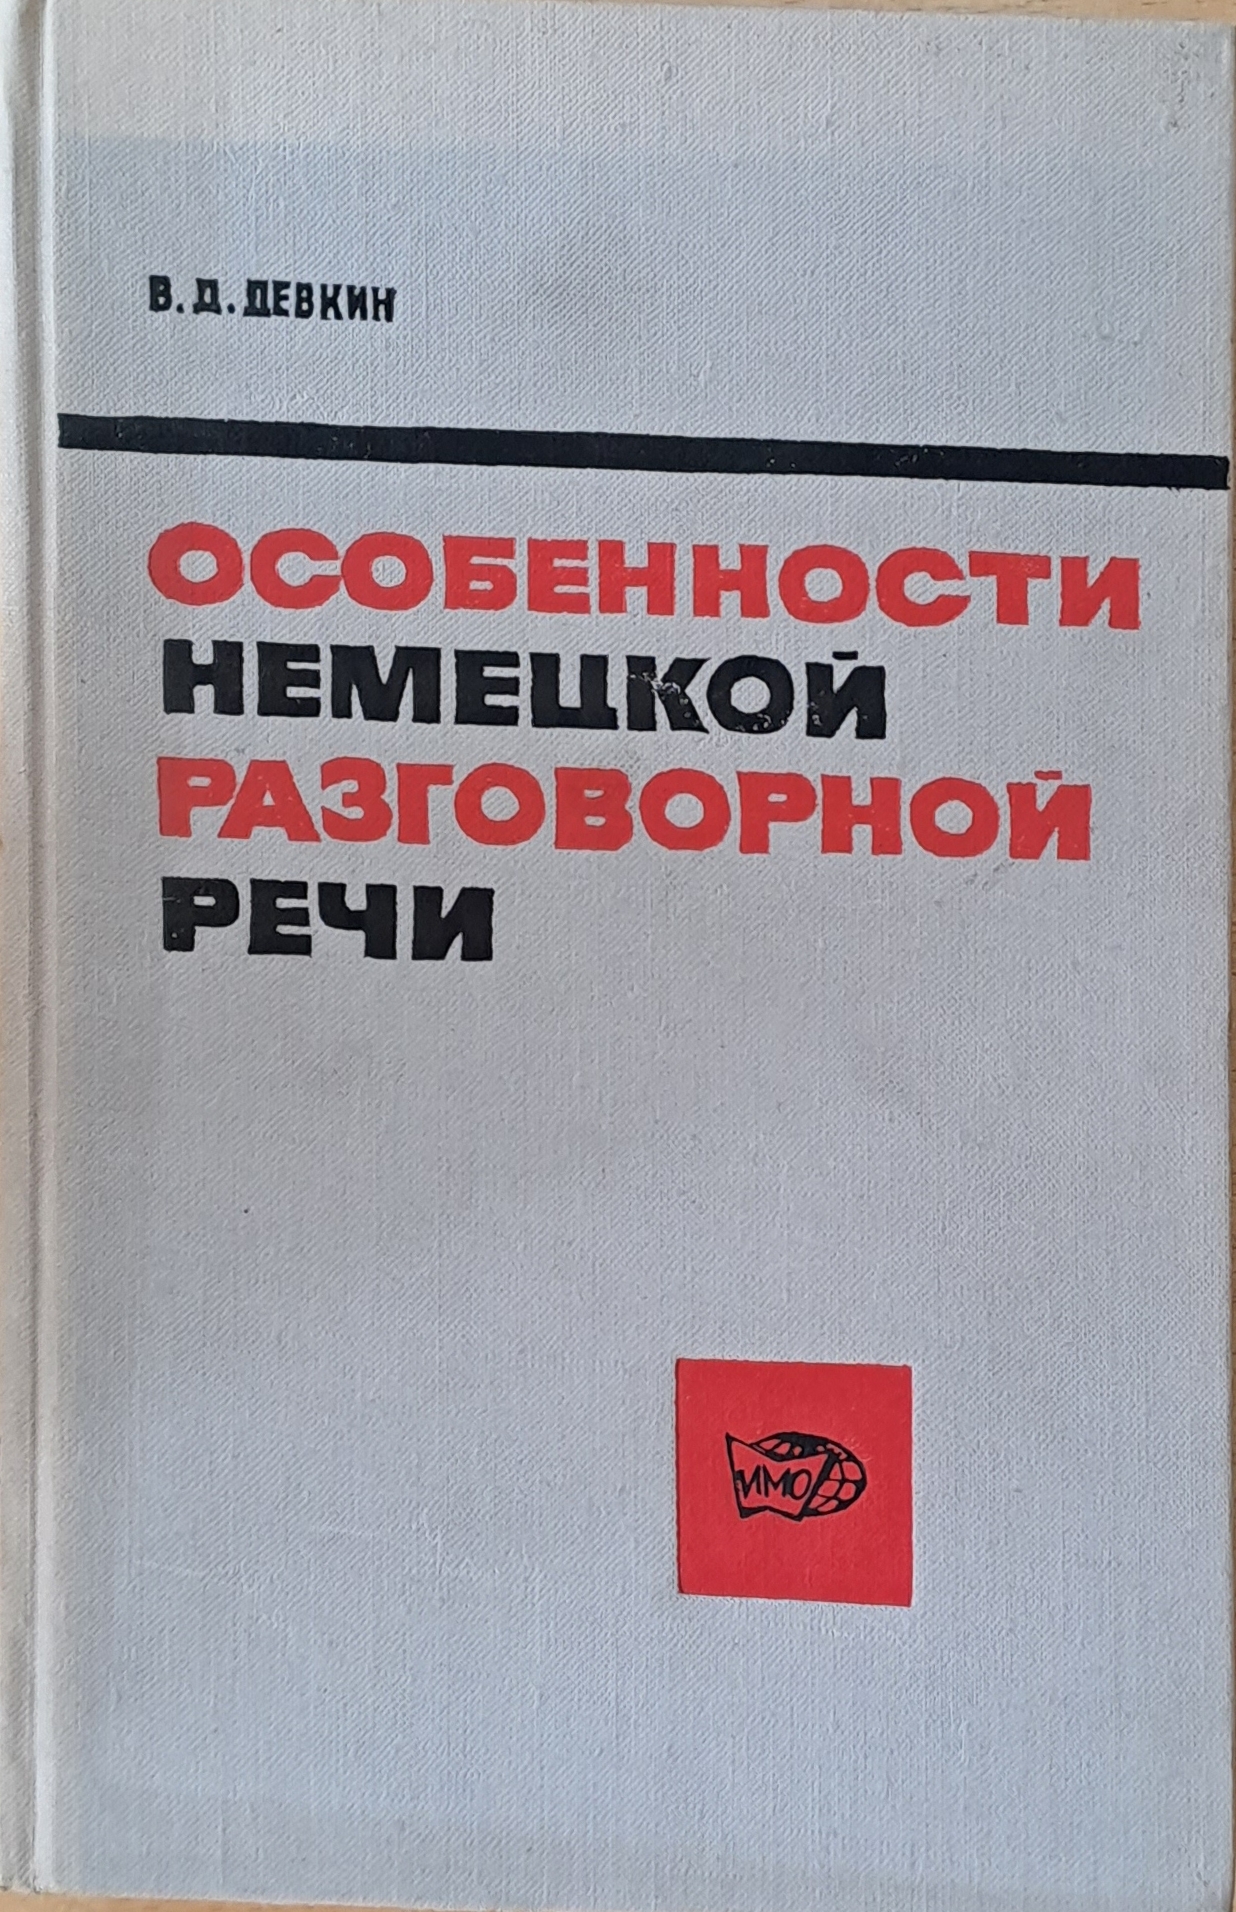 В. Д. ДЕВКИН
ОСОБЕННОСТИ
НЕМЕЦКОЙ
РАЗГОВОРНОЙ
РЕЧИ
ИМО